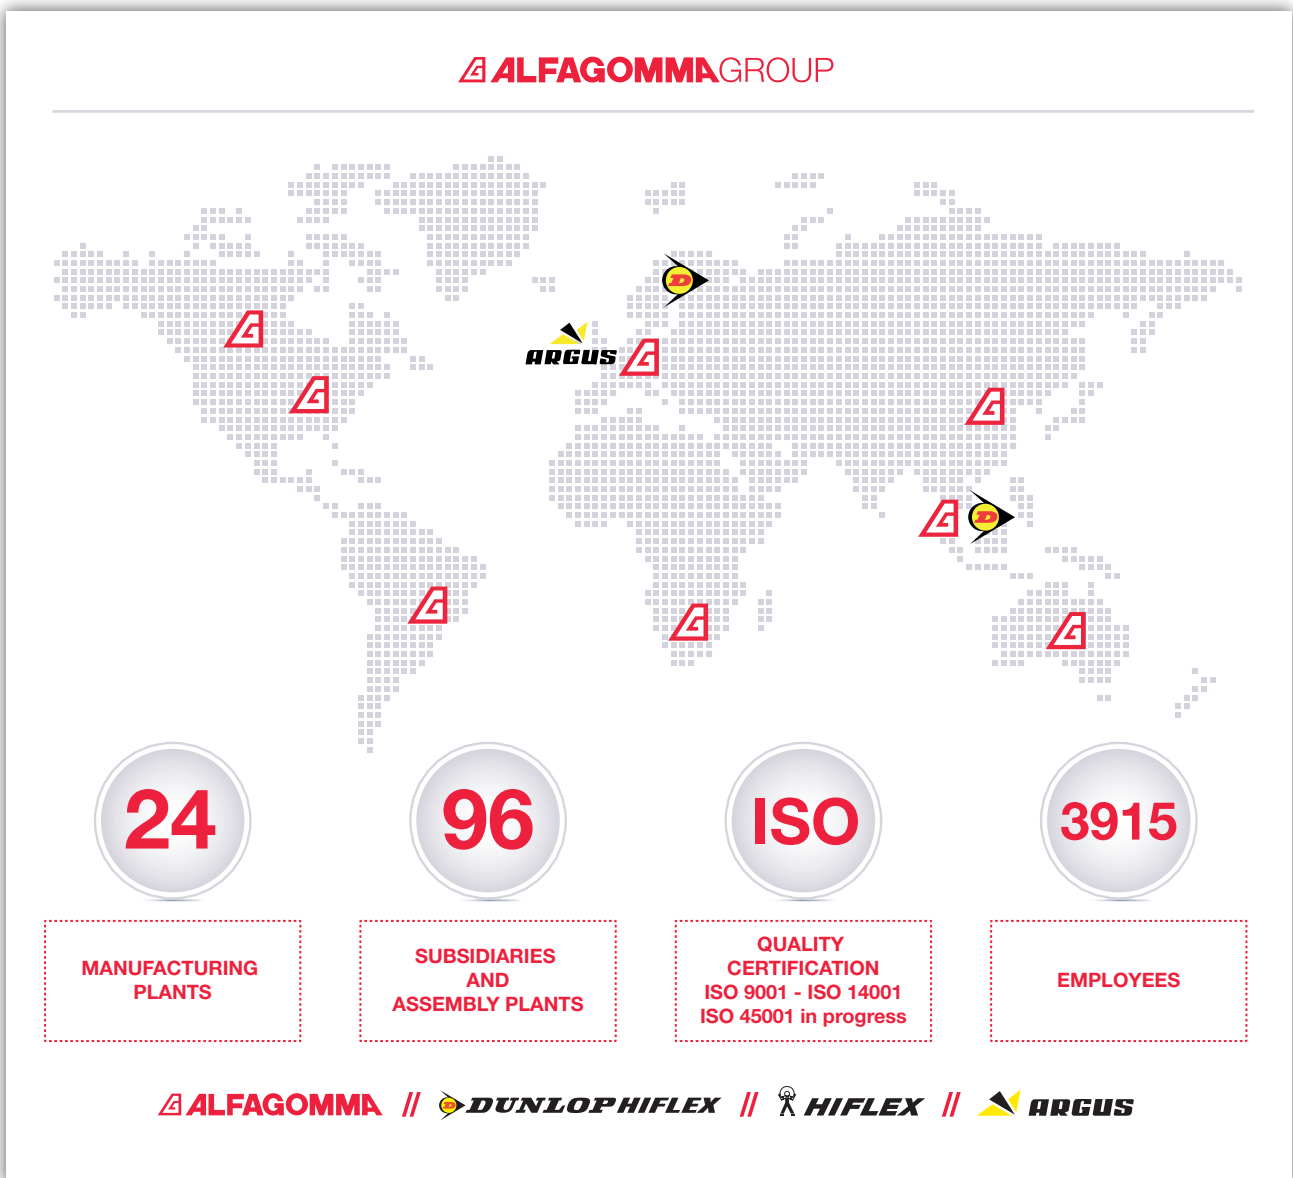 ALFAGOMMAGROUP
D
ARGUS
D
24
96
ISO
3915
MANUFACTURING
PLANTS
SUBSIDIARIES
AND
ASSEMBLY PLANTS
QUALITY
CERTIFICATION
ISO 9001 - ISO 14001
ISO 45001 in progress
EMPLOYEES
ALFAGOMMA // D DUNLOP HIFLEX // HIFLEX // ARGUS